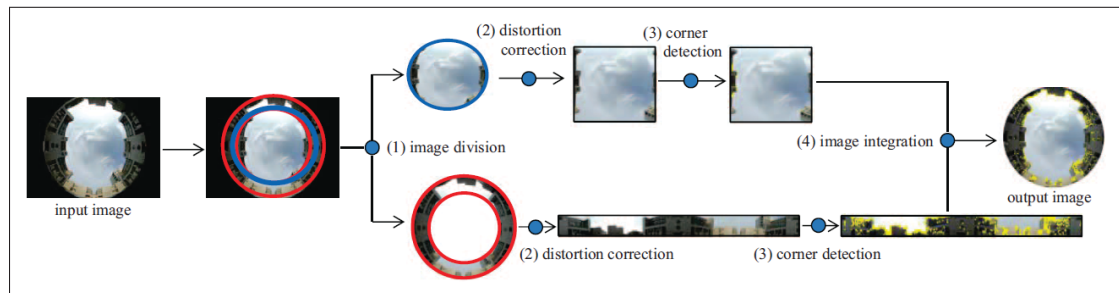 input image
(1) image division
(2) distortion
correction
(3) corner
detection
(2) distortion correction
(3) corner detection
(4) image integration
output image